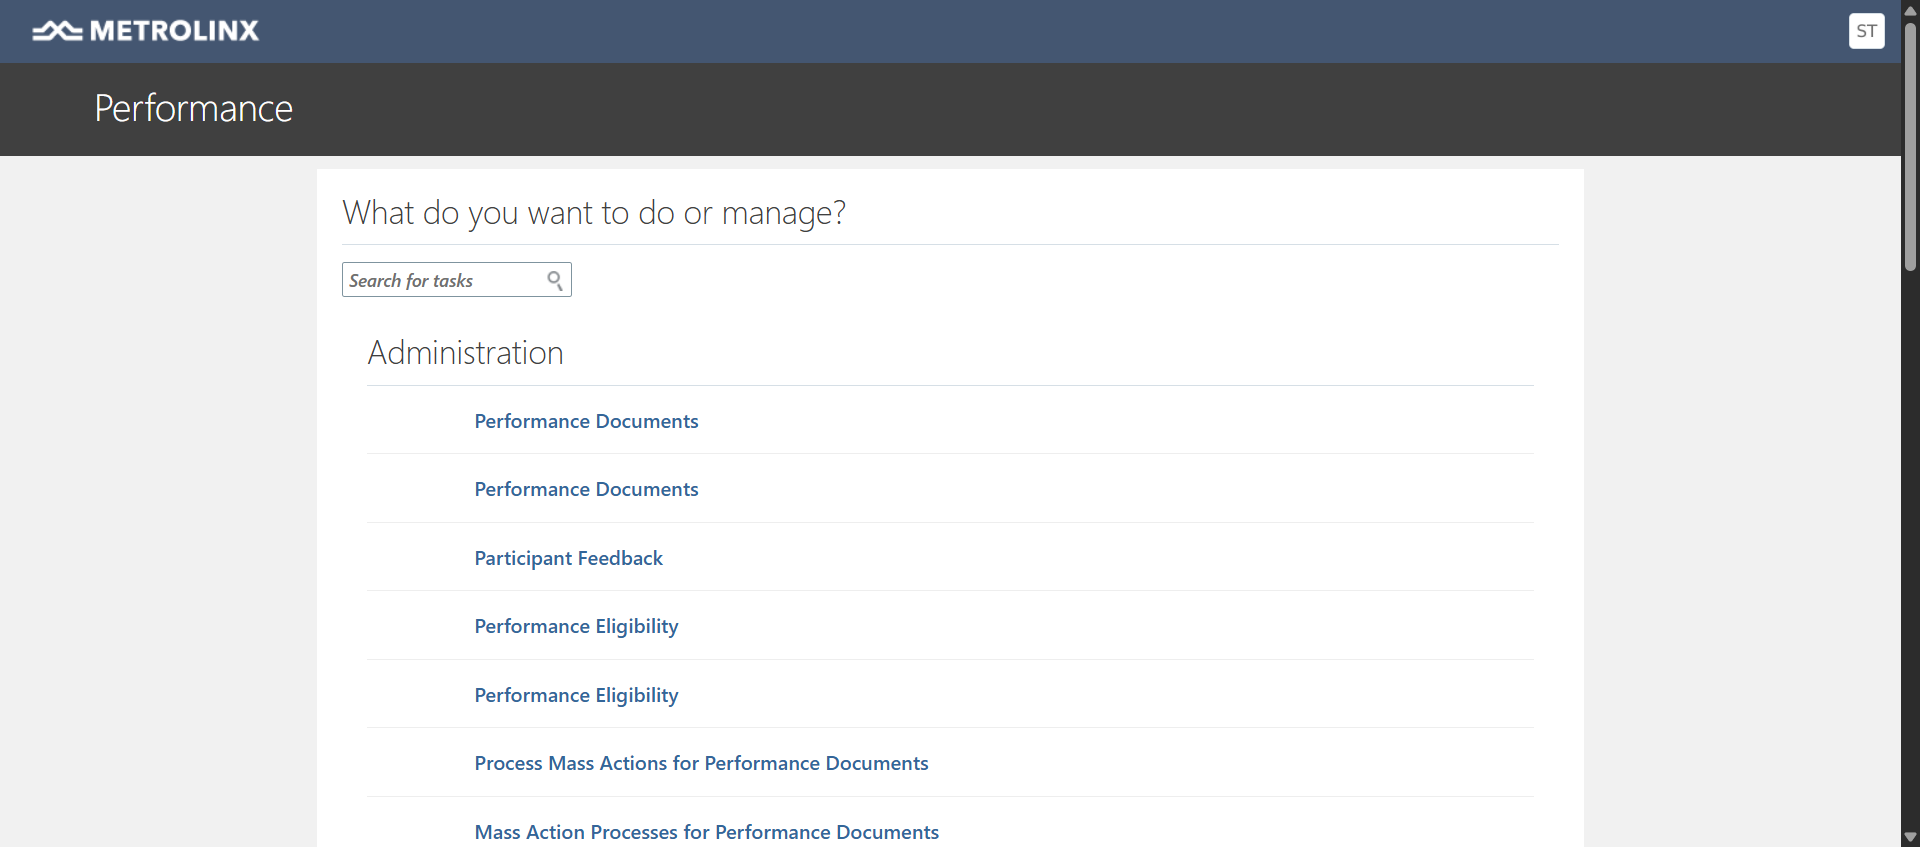 METROLINX
ST
Performance
What do you want to do or manage?
Search for tasks
Administration
Performance Documents
Performance Documents
Participant Feedback
Performance Eligibility
Performance Eligibility
Process Mass Actions for Performance Documents
Mass Action Processes for Performance Documents